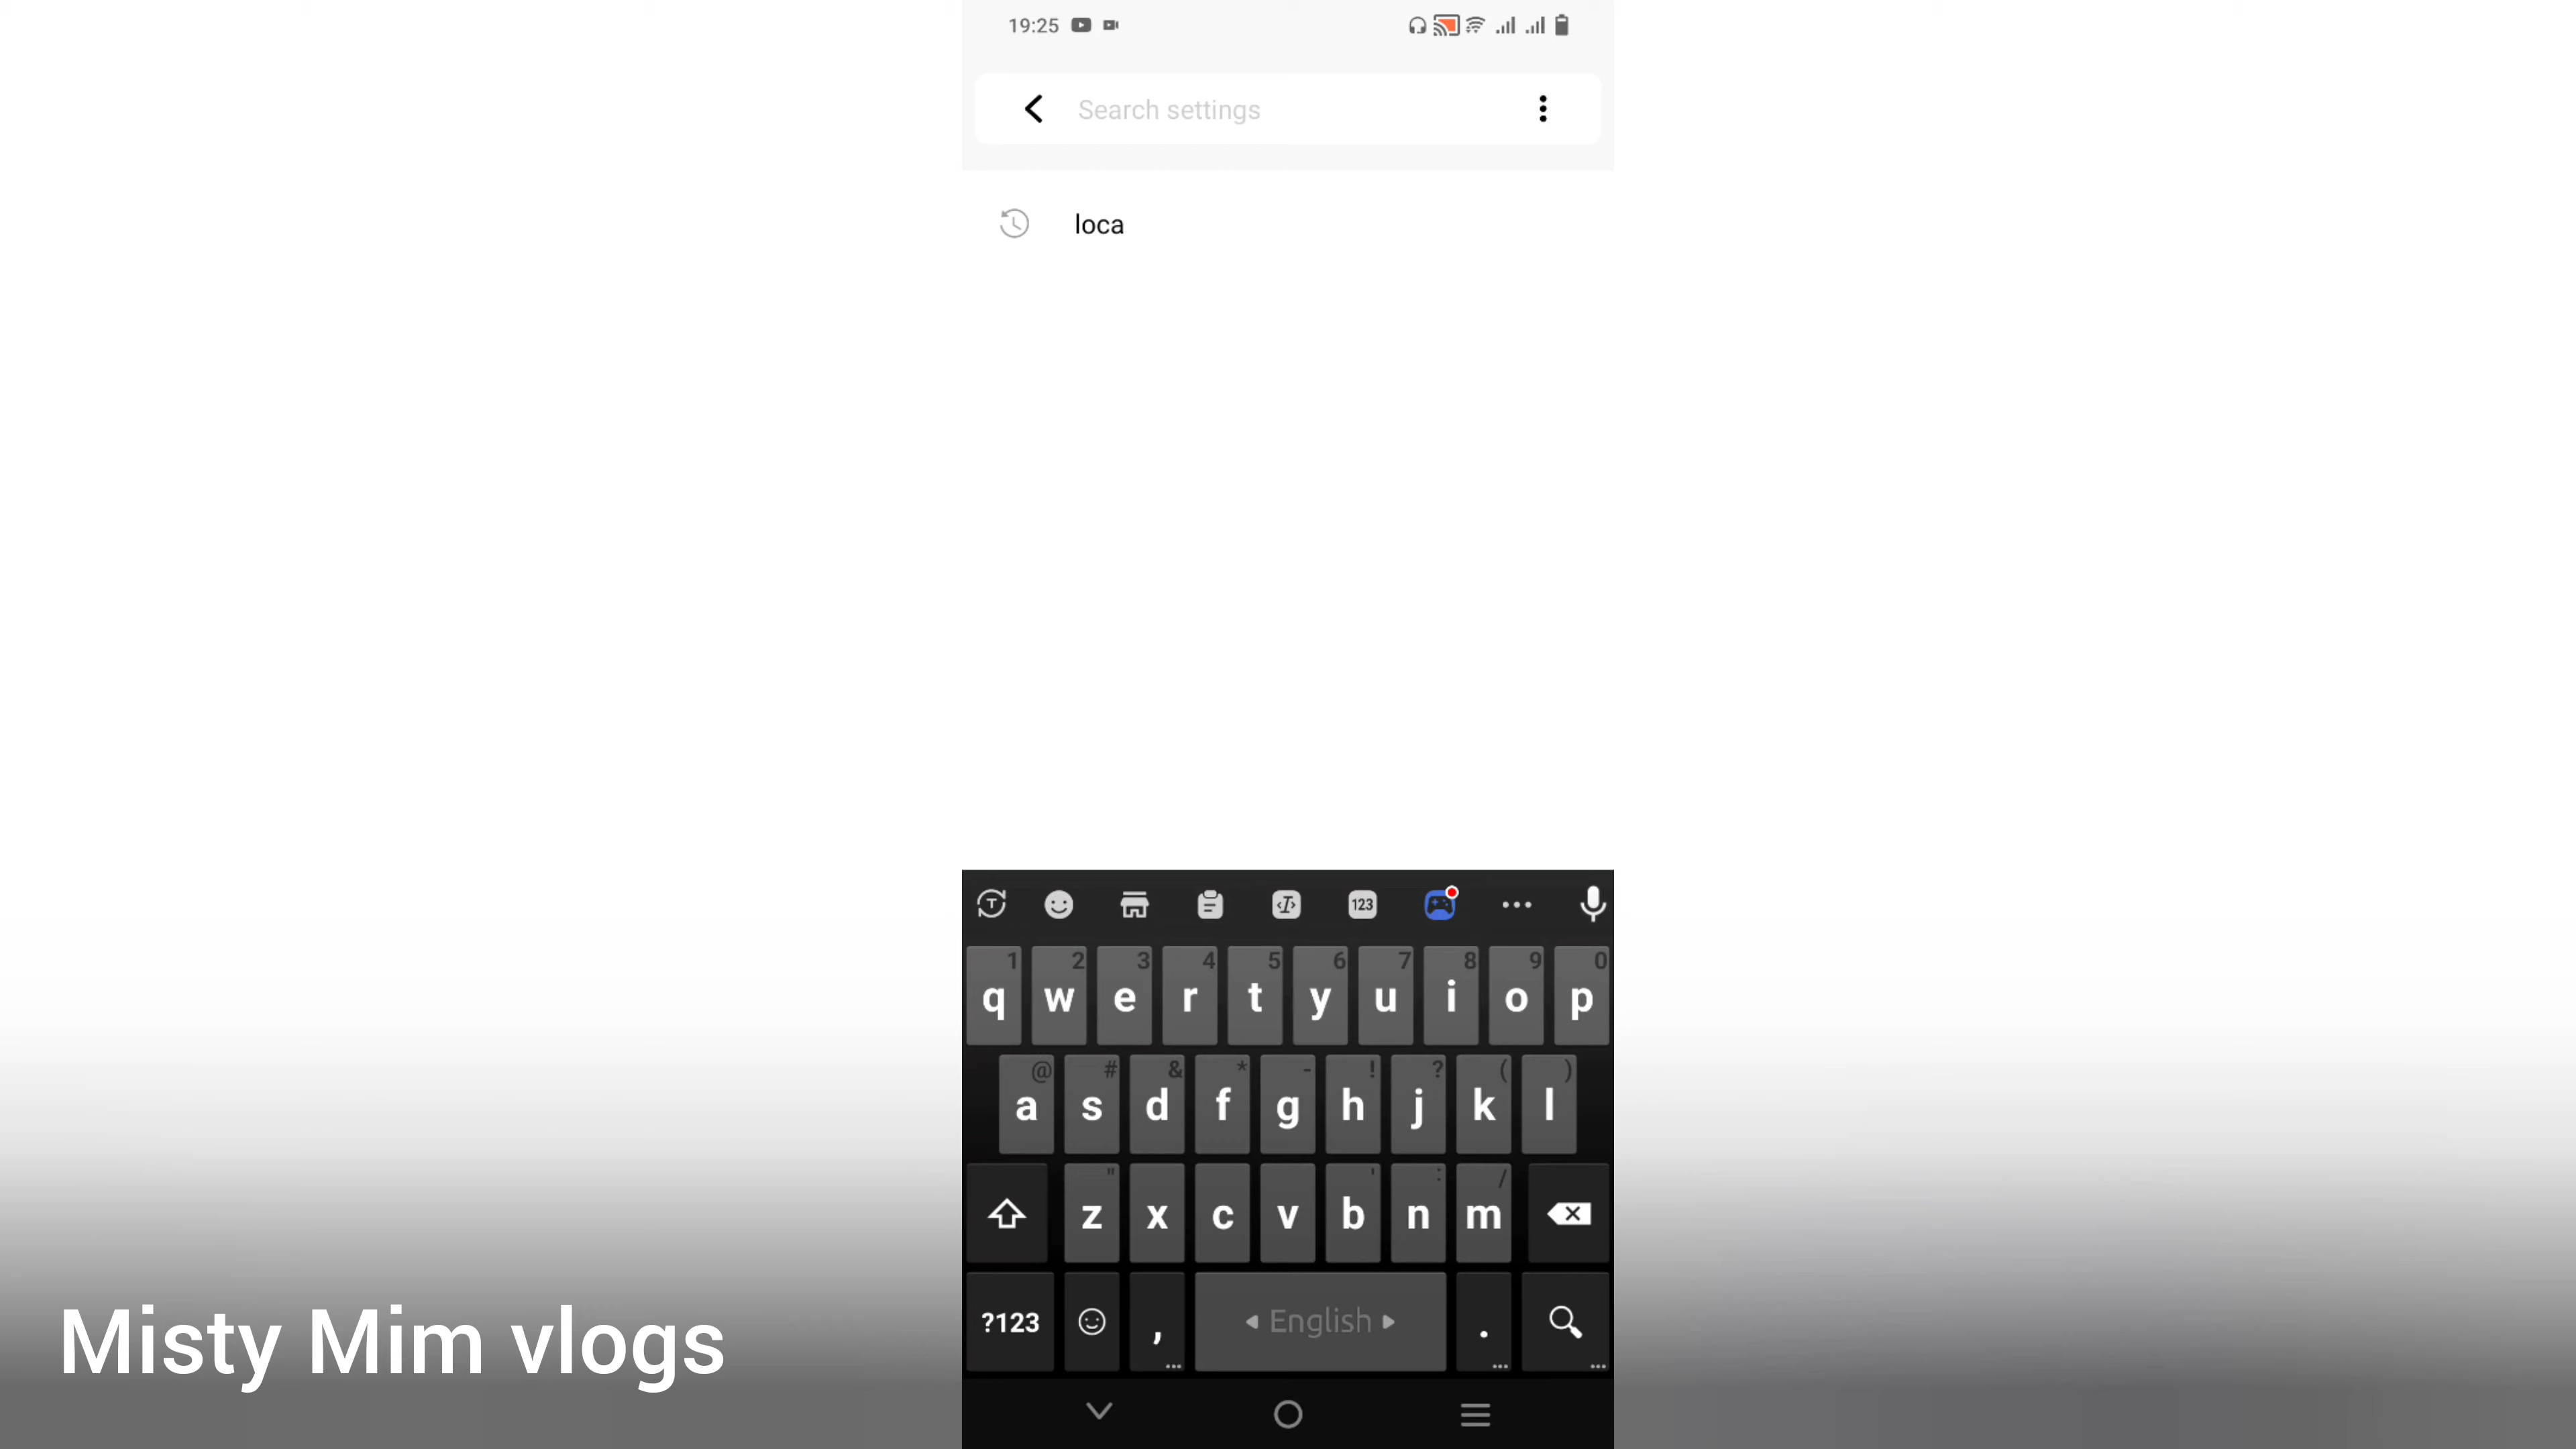 19:25
Search settings
loca
123
1 2 3 4 5 6 7 8 9 0
q w e r t y u i o p
@ # & * - ! ? ( )
a s d f g h j k l
" ' : /
z x c v b n m
?123 , English .
Misty Mim vlogs